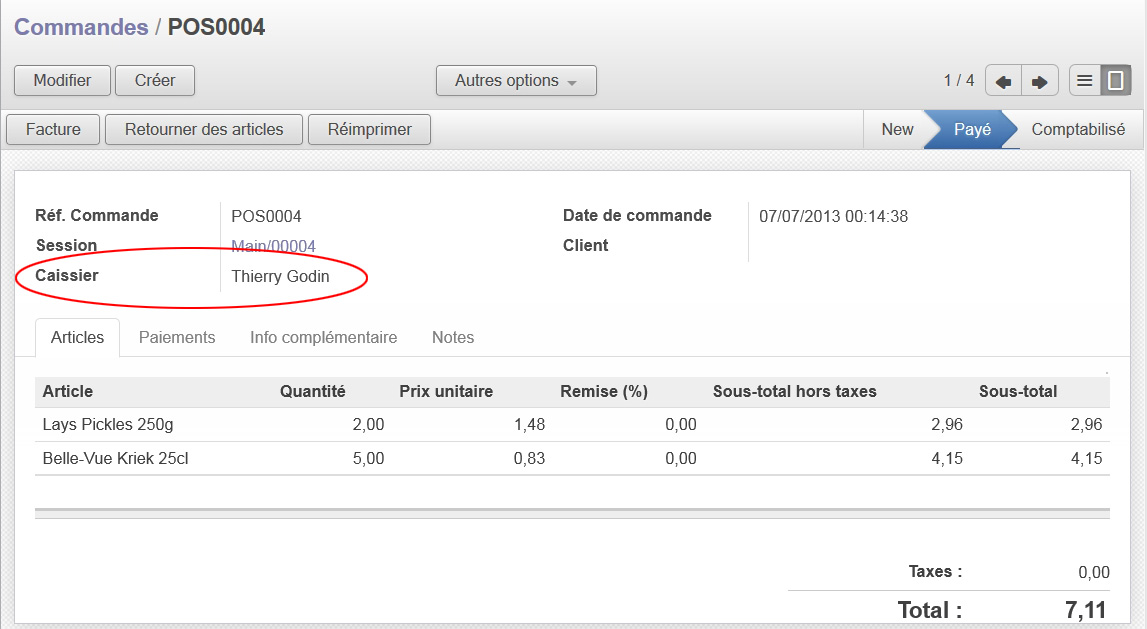 Commandes / POS0004
Modifier Créer Autres options 1 / 4
Facture Retourner des articles Réimprimer New Payé Comptabilisé
Réf. Commande POS0004 Date de commande 07/07/2013 00:14:38
Session Main/00004 Client
Caissier Thierry Godin
Articles Paiements Info complémentaire Notes
Article Quantité Prix unitaire Remise (%) Sous-total hors taxes Sous-total
Lays Pickles 250g 2,00 1,48 0,00 2,96 2,96
Belle-Vue Kriek 25cl 5,00 0,83 0,00 4,15 4,15
Taxes : 0,00
Total : 7,11